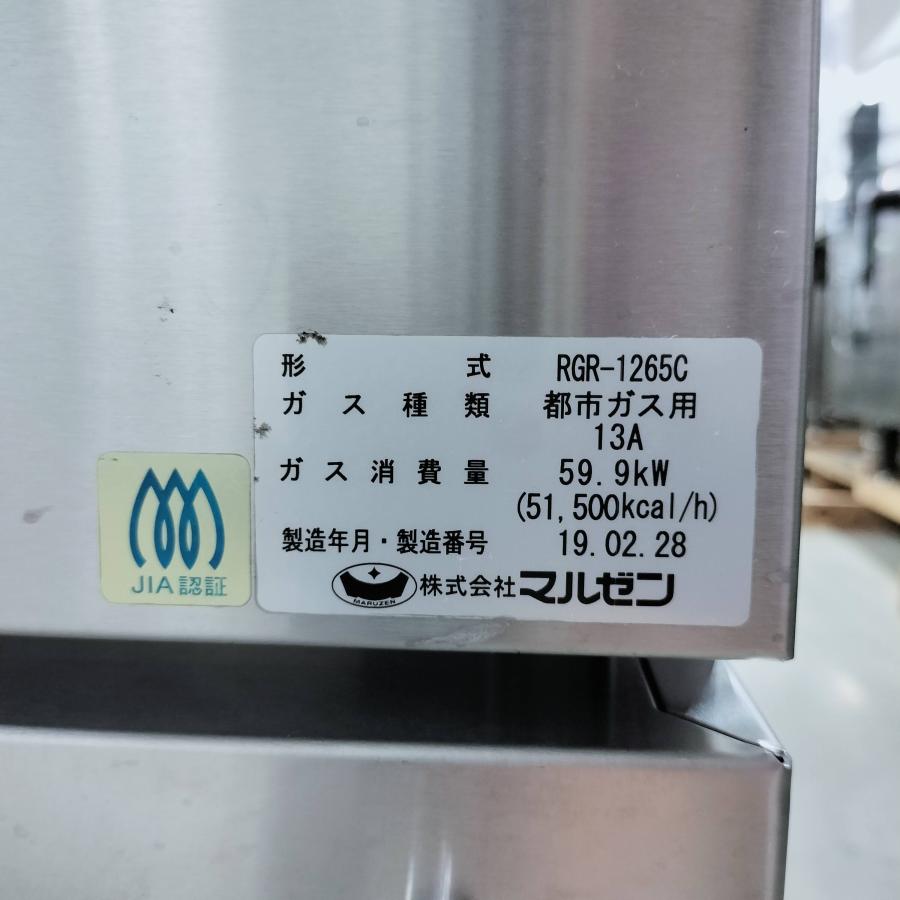 形式 RGR-1265C
ガス種類 都市ガス用
13A
ガス消費量 59.9kW
(51,500kcal/h)
製造年月・製造番号 19.02.28
MARUZEN 株式会社マルゼン
JIA認証